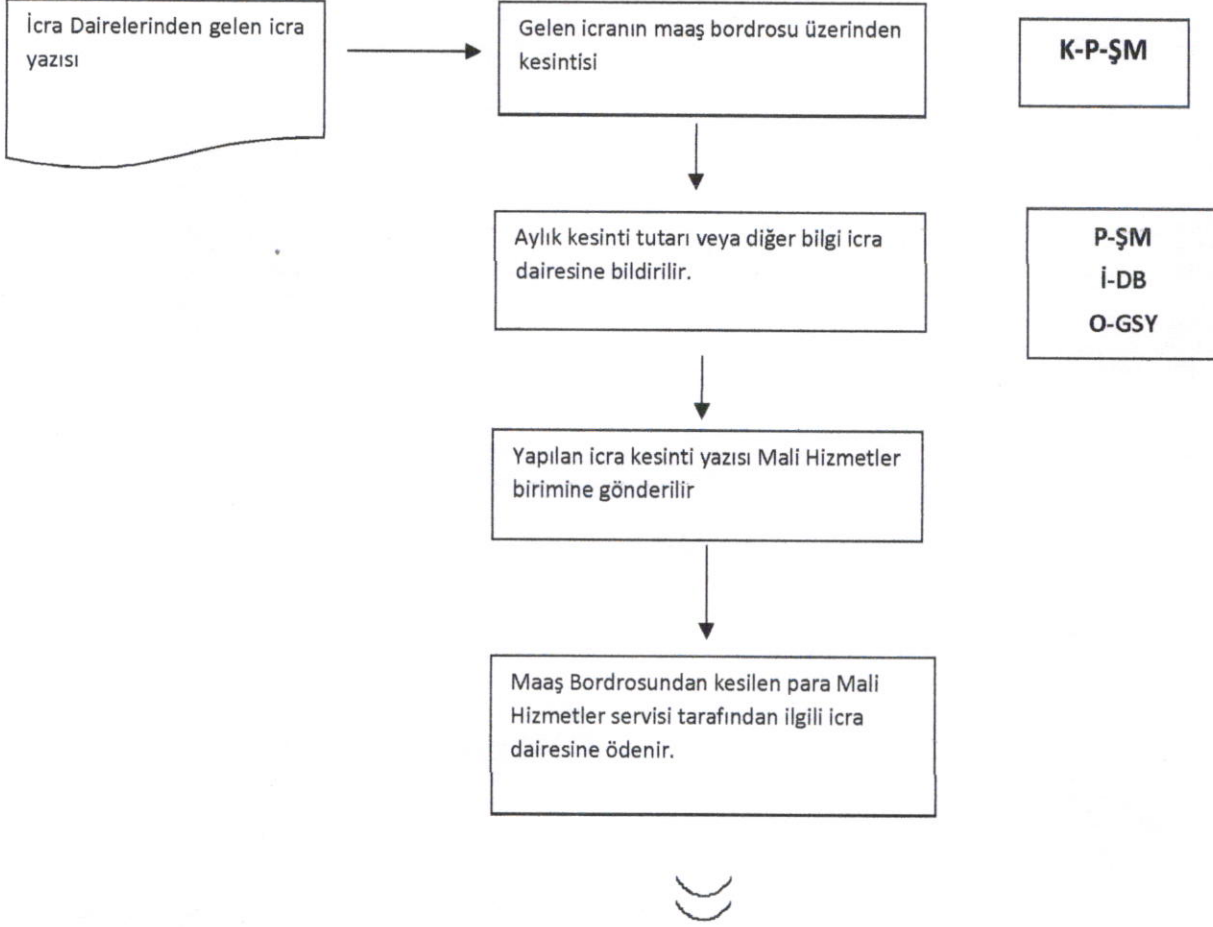 İcra Dairelerinden gelen icra
yazısı
Gelen icranın maaş bordrosu üzerinden
kesintisi
K-P-ŞM
Aylık kesinti tutarı veya diğer bilgi icra
dairesine bildirilir.
P-ŞM
İ-DB
O-GSY
Yapılan icra kesinti yazısı Mali Hizmetler
birimine gönderilir
Maaş Bordrosundan kesilen para Mali
Hizmetler servisi tarafından ilgili icra
dairesine ödenir.